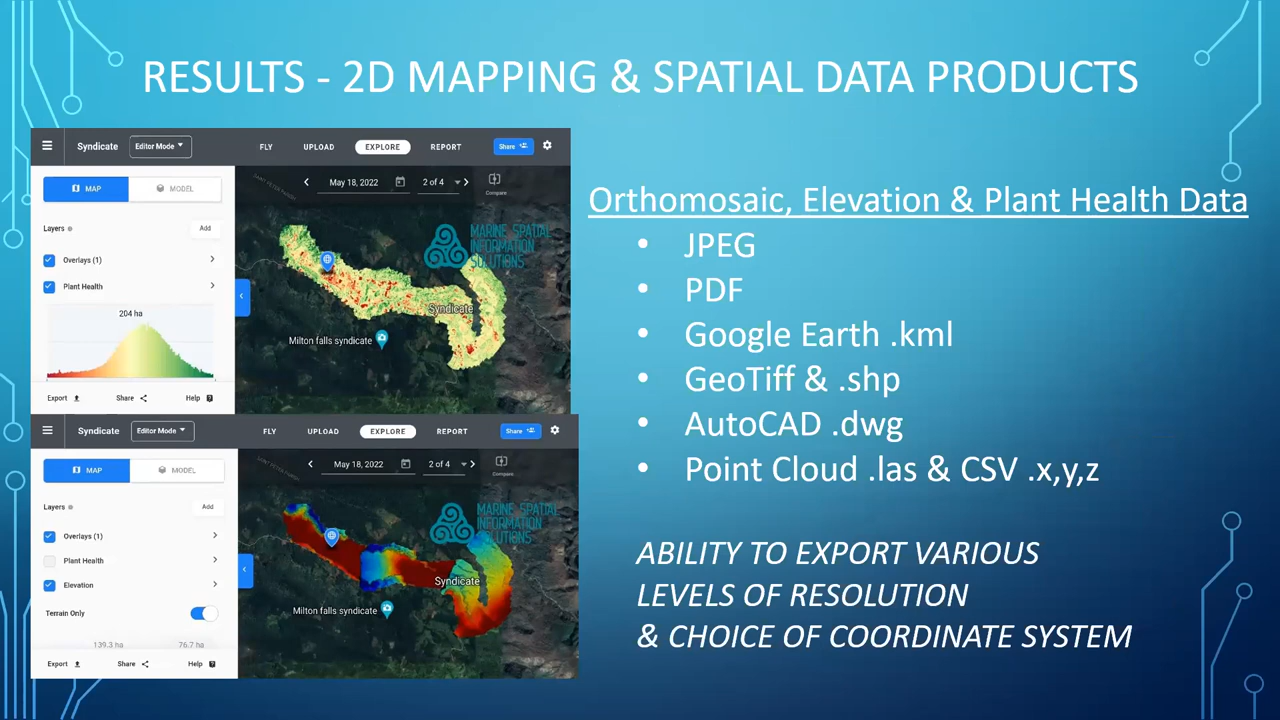 RESULTS - 2D MAPPING & SPATIAL DATA PRODUCTS
Syndicate
Editor Mode
FLY
UPLOAD
EXPLORE
REPORT
Share
MAP
MODEL
SAINT PETER
May 18, 2022
2 of 4
Compare
Layers
Add
Overlays (1)
Plant Health
204 ha
Export
Share
Help
MARINE SPATIAL
INFORMATION
SOLUTIONS
Syndicate
Milton falls syndicate
Syndicate
Editor Mode
FLY
UPLOAD
EXPLORE
REPORT
Share
MAP
MODEL
May 18, 2022
2 of 4
Compare
Layers
Add
Overlays (1)
Plant Health
Elevation
Terrain Only
139.3 ha
76.7 ha
Export
Share
Help
MARINE SPATIAL
INFORMATION
SOLUTIONS
Syndicate
Milton falls syndicate
Orthomosaic, Elevation & Plant Health Data
• JPEG
• PDF
• Google Earth .kml
• GeoTiff & .shp
• AutoCAD .dwg
• Point Cloud .las & CSV .x,y,z
ABILITY TO EXPORT VARIOUS
LEVELS OF RESOLUTION
& CHOICE OF COORDINATE SYSTEM